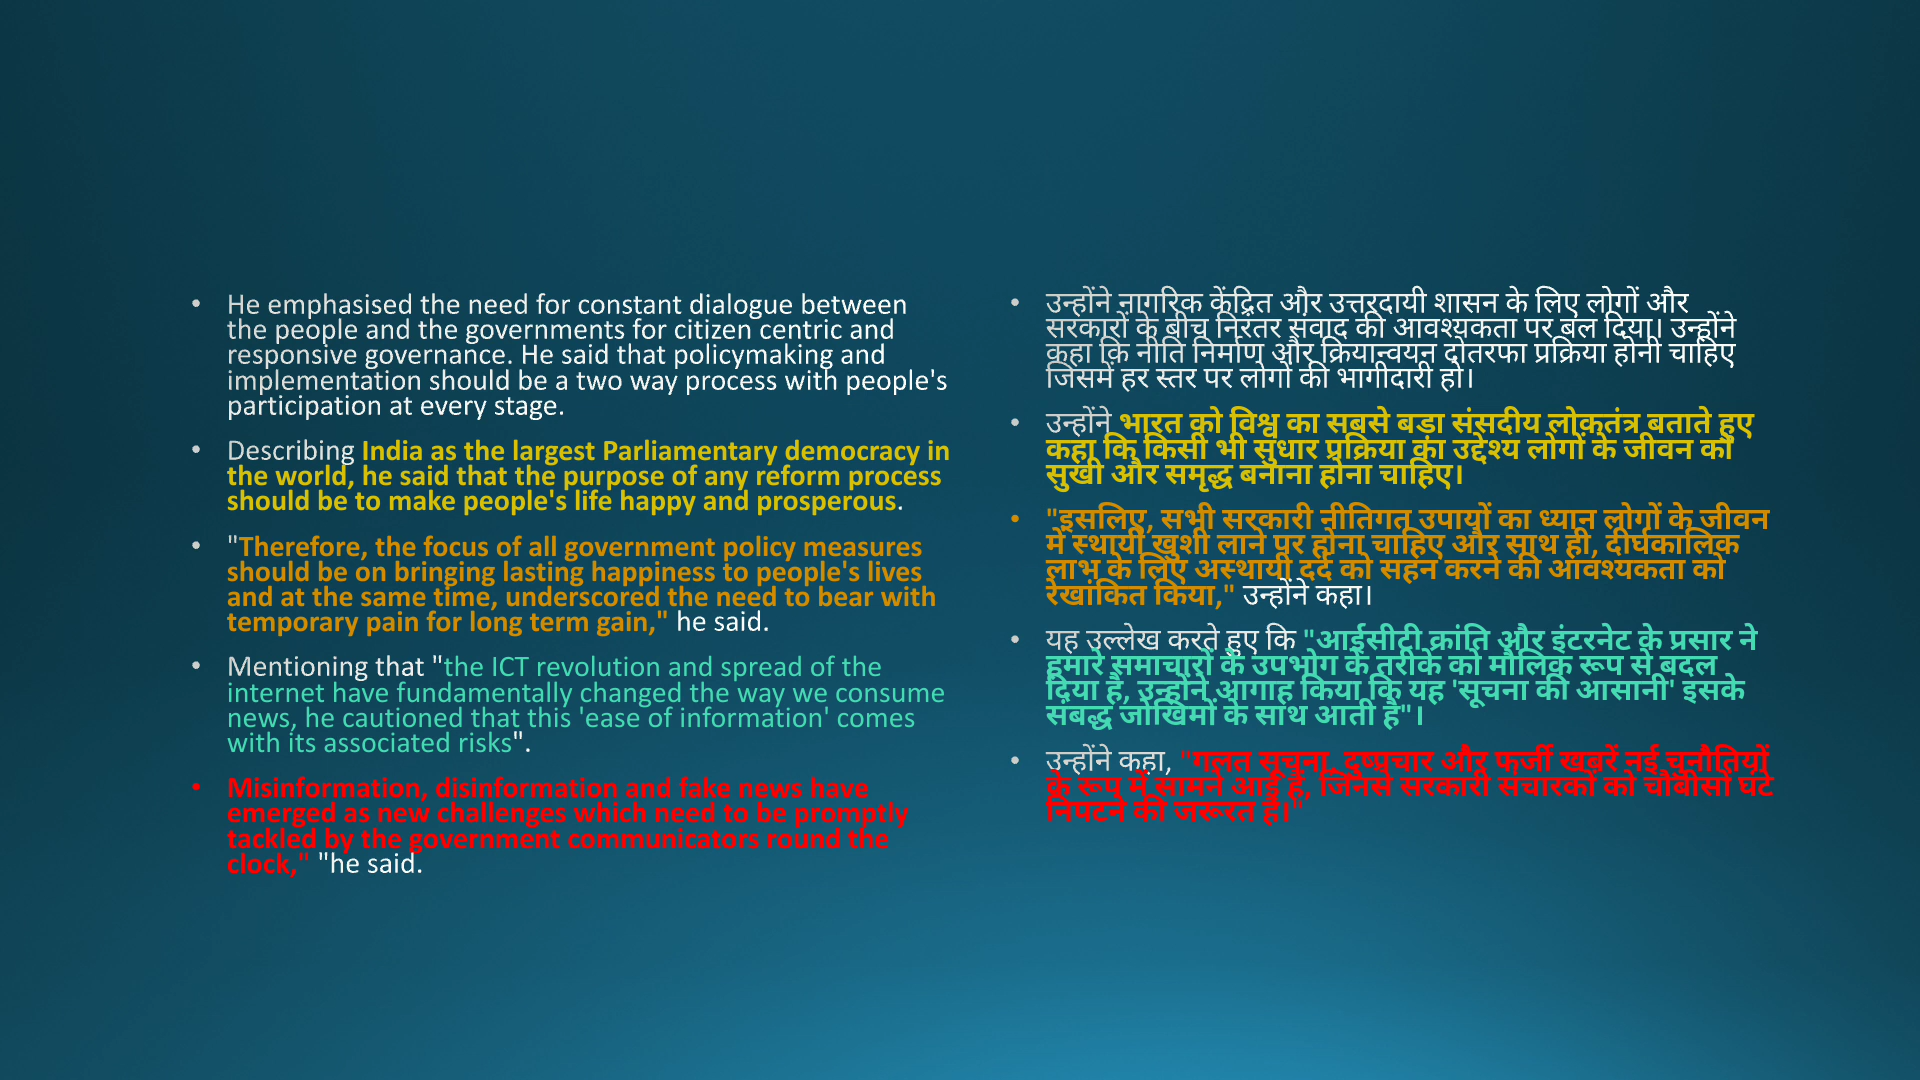 • He emphasised the need for constant dialogue between
the people and the governments for citizen centric and
responsive governance. He said that policymaking and
implementation should be a two way process with people's
participation at every stage.
• Describing India as the largest Parliamentary democracy in
the world, he said that the purpose of any reform process
should be to make people's life happy and prosperous.
• "Therefore, the focus of all government policy measures
should be on bringing lasting happiness to people's lives
and at the same time, underscored the need to bear with
temporary pain for long term gain," he said.
• Mentioning that "the ICT revolution and spread of the
internet have fundamentally changed the way we consume
news, he cautioned that this 'ease of information' comes
with its associated risks".
• Misinformation, disinformation and fake news have
emerged as new challenges which need to be promptly
tackled by the government communicators round the
clock," "he said.
• उन्होंने नागरिक केंद्रित और उत्तरदायी शासन के लिए लोगों और
सरकारों के बीच निरंतर संवाद की आवश्यकता पर बल दिया। उन्होंने
कहा कि नीति निर्माण और क्रियान्वयन दोतरफा प्रक्रिया होनी चाहिए
जिसमें हर स्तर पर लोगों की भागीदारी हो।
• उन्होंने भारत को विश्व का सबसे बड़ा संसदीय लोकतंत्र बताते हुए
कहा कि किसी भी सुधार प्रक्रिया का उद्देश्य लोगों के जीवन को
सुखी और समृद्ध बनाना होना चाहिए।
• "इसलिए, सभी सरकारी नीतिगत उपायों का ध्यान लोगों के जीवन
में स्थायी खुशी लाने पर होना चाहिए और साथ ही, दीर्घकालिक
लाभ के लिए अस्थायी दर्द को सहन करने की आवश्यकता को
रेखांकित किया," उन्होंने कहा।
• यह उल्लेख करते हुए कि "आईसीटी क्रांति और इंटरनेट के प्रसार ने
हमारे समाचारों के उपभोग के तरीके को मौलिक रूप से बदल
दिया है, उन्होंने आगाह किया कि यह 'सूचना की आसानी' इसके
संबद्ध जोखिमों के साथ आती है"।
• उन्होंने कहा, "गलत सूचना, दुष्प्रचार और फर्जी खबरें नई चुनौतियों
के रूप में सामने आई हैं, जिनसे सरकारी संचारकों को चौबीसों घंटे
निपटने की जरूरत है।"